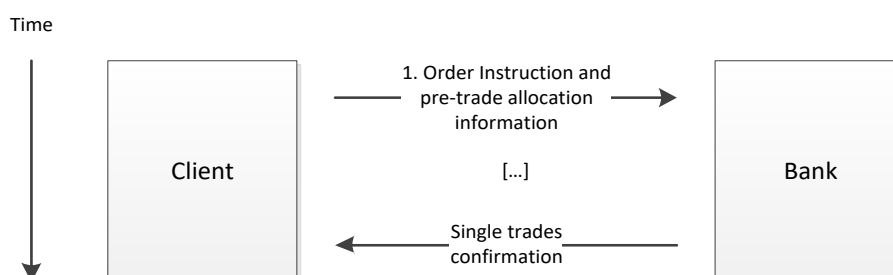 Time
1. Order Instruction and
pre-trade allocation
information
Client
[...]
Bank
Single trades
confirmation